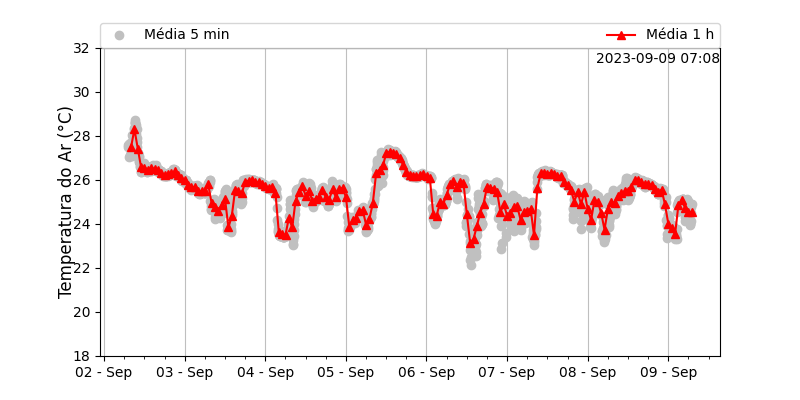 Média 5 min
Média 1 h
2023-09-09 07:08
Temperatura do Ar (°C)
32
30
28
26
24
22
20
18
02 - Sep
03 - Sep
04 - Sep
05 - Sep
06 - Sep
07 - Sep
08 - Sep
09 - Sep